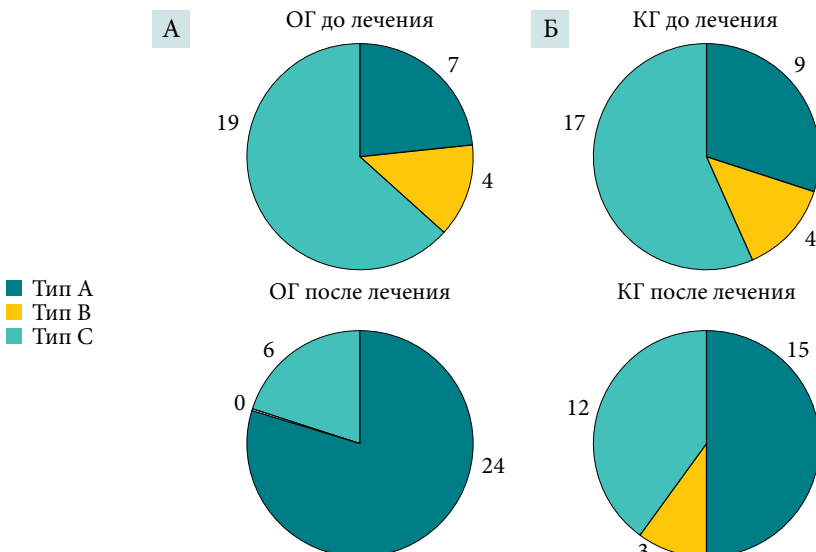 А
ОГ до лечения
7
19
4
Б
КГ до лечения
9
17
4
Тип A
Тип B
Тип C
ОГ после лечения
6
0
24
КГ после лечения
15
12
3